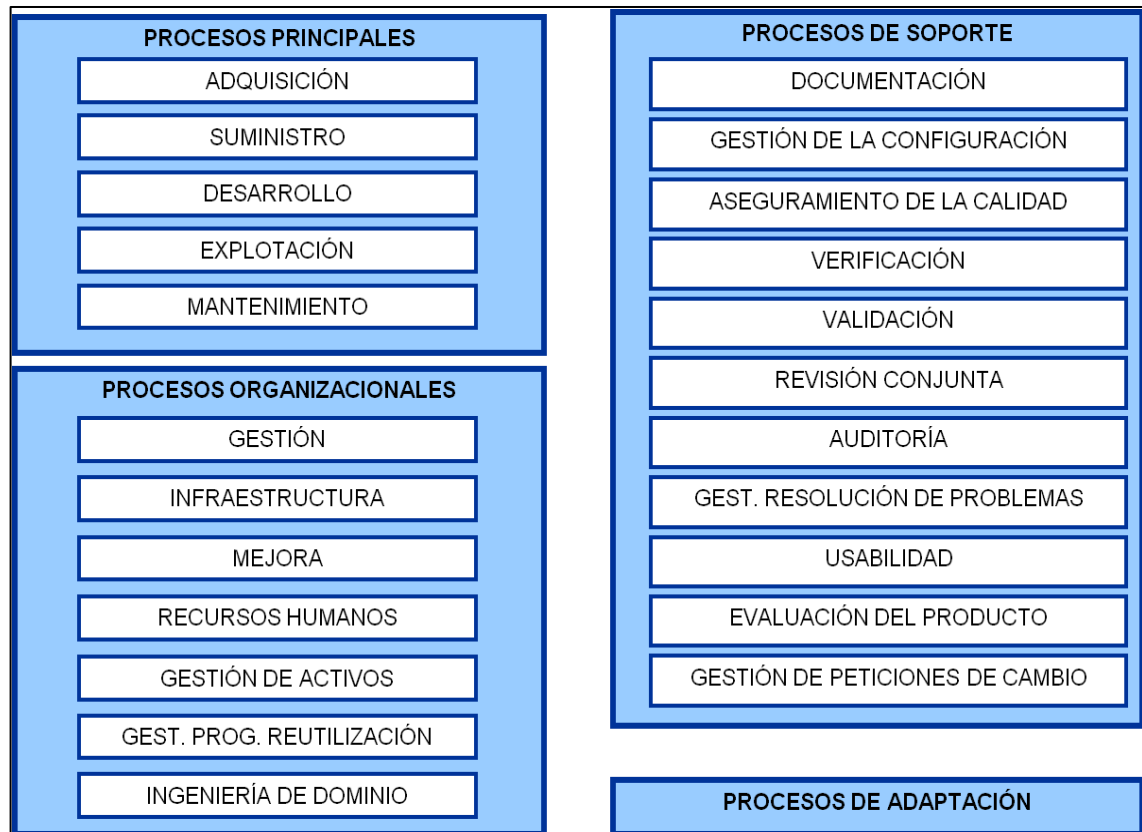 PROCESOS PRINCIPALES
ADQUISICIÓN
SUMINISTRO
DESARROLLO
EXPLOTACIÓN
MANTENIMIENTO
PROCESOS ORGANIZACIONALES
GESTIÓN
INFRAESTRUCTURA
MEJORA
RECURSOS HUMANOS
GESTIÓN DE ACTIVOS
GEST. PROG. REUTILIZACIÓN
INGENIERÍA DE DOMINIO
PROCESOS DE SOPORTE
DOCUMENTACIÓN
GESTIÓN DE LA CONFIGURACIÓN
ASEGURAMIENTO DE LA CALIDAD
VERIFICACIÓN
VALIDACIÓN
REVISIÓN CONJUNTA
AUDITORÍA
GEST. RESOLUCIÓN DE PROBLEMAS
USABILIDAD
EVALUACIÓN DEL PRODUCTO
GESTIÓN DE PETICIONES DE CAMBIO
PROCESOS DE ADAPTACIÓN